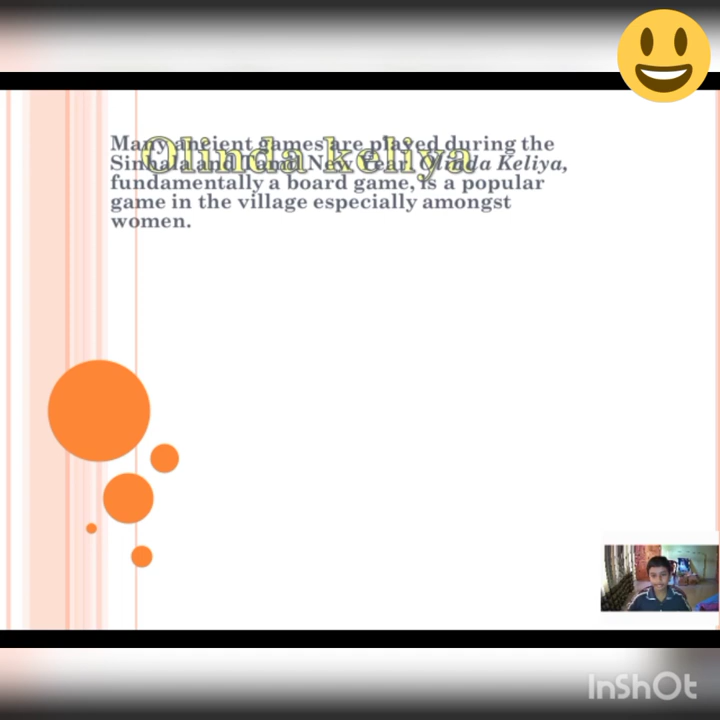 Olinda keliya
Many ancient games are played during the
Sinhala and Tamil New Year. Olinda Keliya,
fundamentally a board game, is a popular
game in the village especially amongst
women.
InShOt